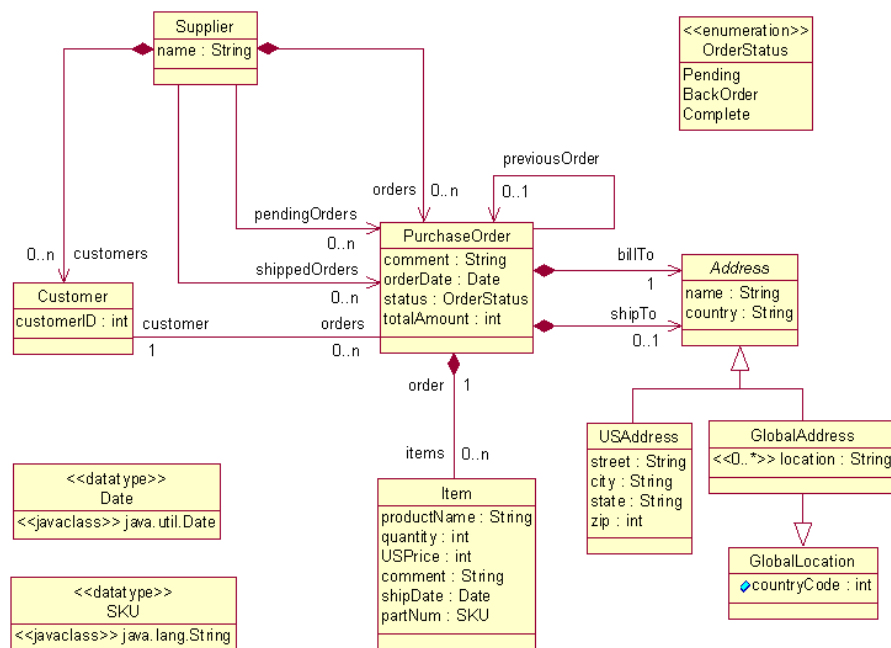 Supplier
name : String
<<enumeration>>
OrderStatus
Pending
BackOrder
Complete
previousOrder
0..1
orders
0..n
pendingOrders
0..n
shippedOrders
0..n
0..n
customers
PurchaseOrder
comment : String
orderDate : Date
status : OrderStatus
totalAmount : int
billTo
1
shipTo
0..1
Address
name : String
country : String
Customer
customerID : int
customer
1
orders
0..n
order
1
items
0..n
USAddress
street : String
city : String
state : String
zip : int
GlobalAddress
<<0..*>> location : String
<<datatype>>
Date
<<javaclass>> java.util.Date
Item
productName : String
quantity : int
USPrice : int
comment : String
shipDate : Date
partNum : SKU
GlobalLocation
countryCode : int
<<datatype>>
SKU
<<javaclass>> java.lang.String